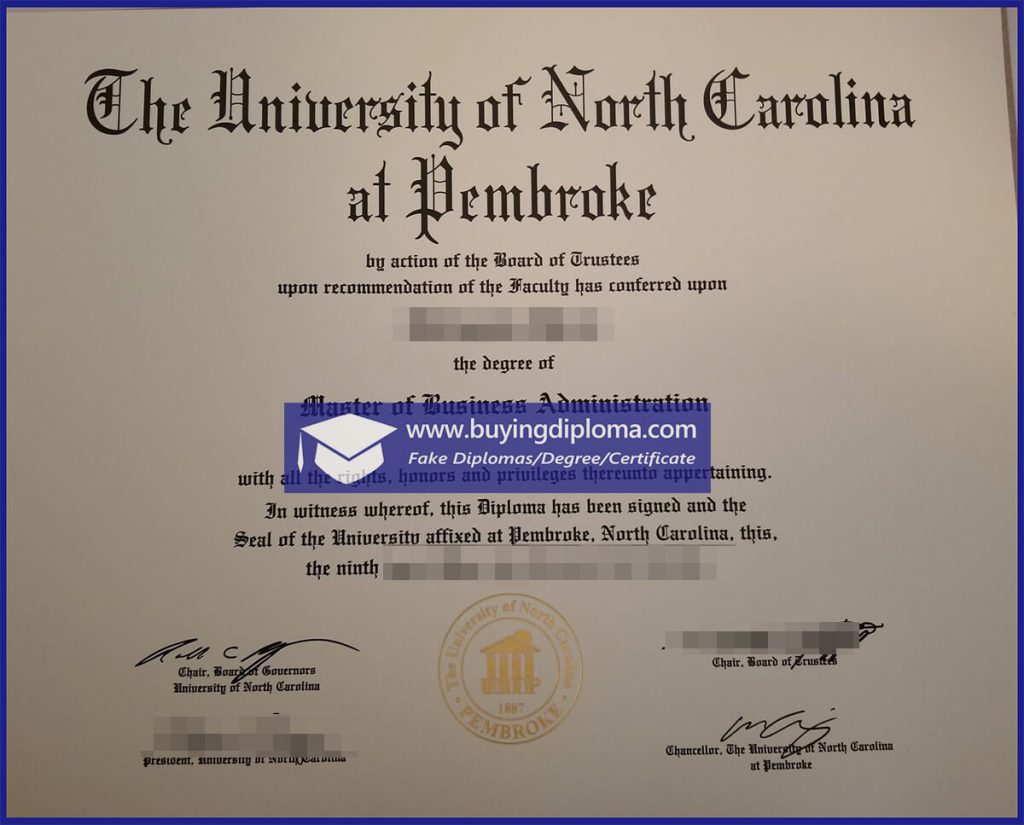 The University of North Carolina
at Pembroke
by action of the Board of Trustees
upon recommendation of the Faculty has conferred upon
the degree of
Master of Business Administration
www.buyingdiploma.com
Fake Diplomas/Degree/Certificate
with all the rights, honors and privileges thereunto appertaining.
In witness whereof, this Diploma has been signed and the
Seal of the University affixed at Pembroke, North Carolina, this,
the ninth
The University of North Carolina
1887
PEMBROKE
Chair, Board of Governors
University of North Carolina
Chair, Board of Trustees
President, University of North Carolina
Chancellor, The University of North Carolina
at Pembroke